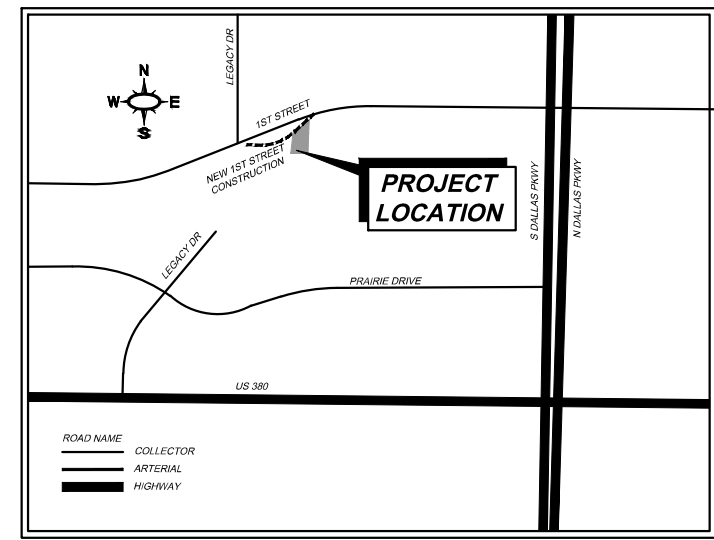 LEGACY DR
N
W E
S
1ST STREET
NEW 1ST STREET
CONSTRUCTION
PROJECT
LOCATION
S DALLAS PKWY
N DALLAS PKWY
LEGACY DR
PRAIRIE DRIVE
US 380
ROAD NAME
COLLECTOR
ARTERIAL
HIGHWAY